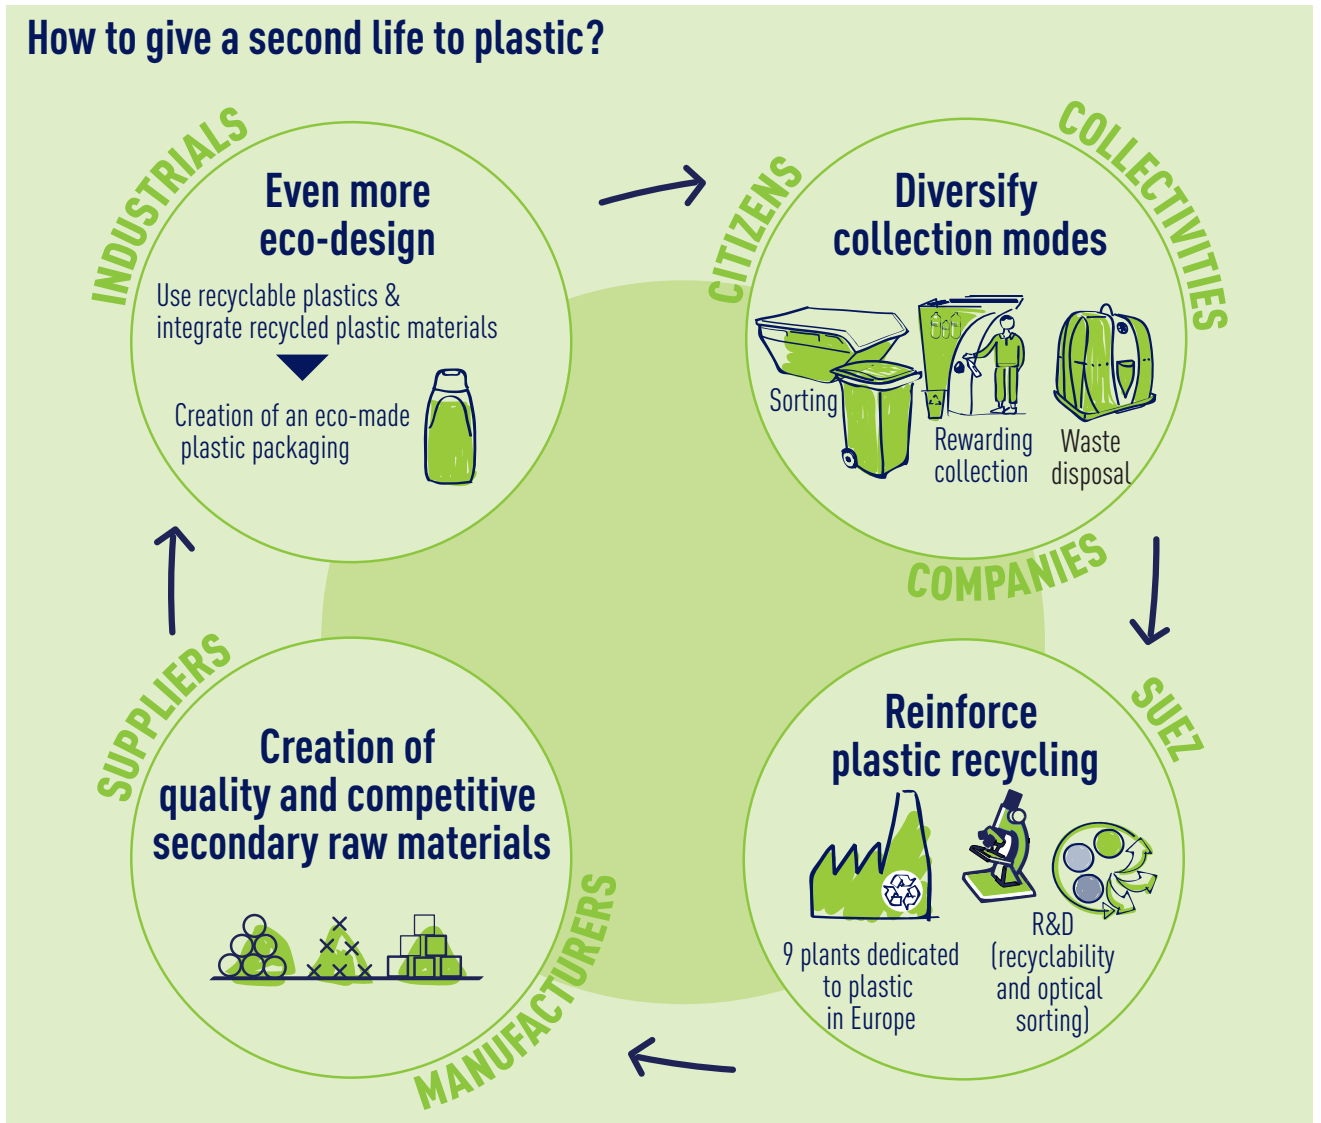 How to give a second life to plastic?
INDUSTRIALS
Even more
eco-design
Use recyclable plastics &
integrate recycled plastic materials
Creation of an eco-made
plastic packaging
CITIZENS
COLLECTIVITIES
COMPANIES
Diversify
collection modes
Sorting
Rewarding
collection
Waste
disposal
SUEZ
Reinforce
plastic recycling
9 plants dedicated
to plastic
in Europe
R&D
(recyclability
and optical
sorting)
SUPPLIERS
MANUFACTURERS
Creation of
quality and competitive
secondary raw materials